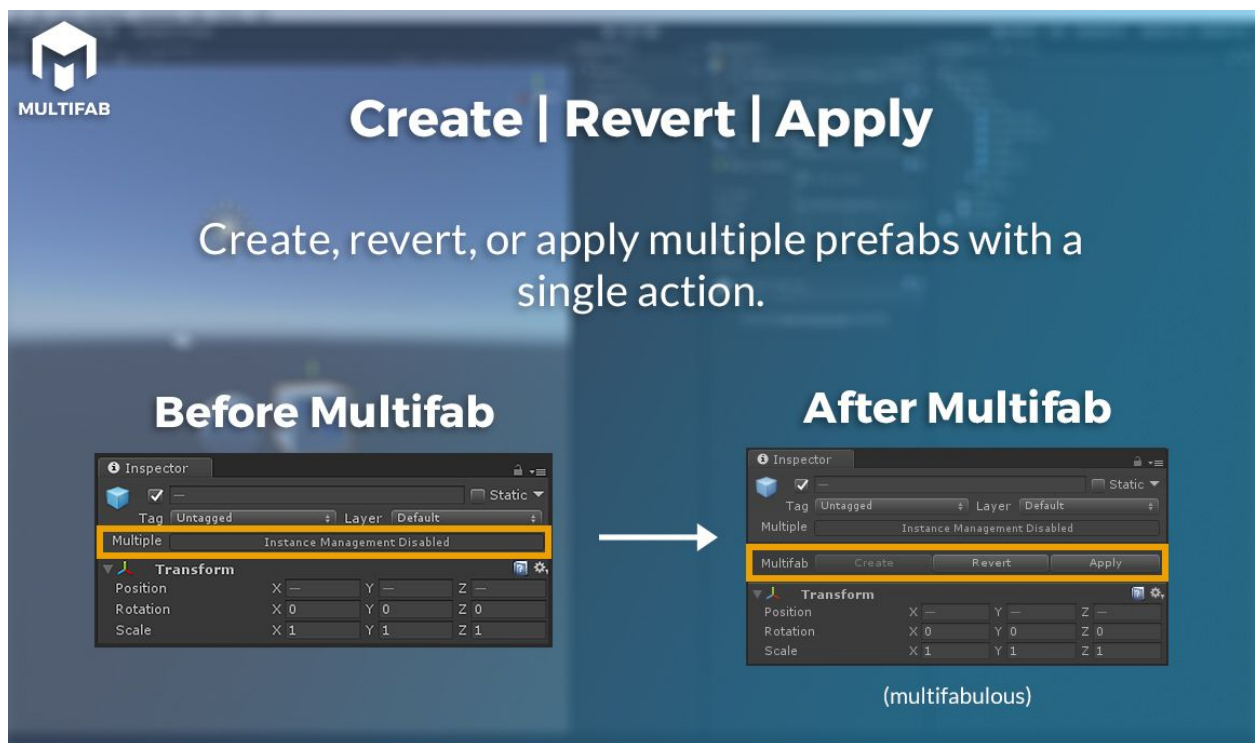 MULTIFAB
Create | Revert | Apply
Create, revert, or apply multiple prefabs with a
single action.
Before Multifab
Inspector
—
Static
Tag Untagged Layer Default
Multiple Instance Management Disabled
Transform
Position X — Y — Z —
Rotation X 0 Y 0 Z 0
Scale X 1 Y 1 Z 1
After Multifab
Inspector
—
Static
Tag Untagged Layer Default
Multiple Instance Management Disabled
Multifab Create Revert Apply
Transform
Position X — Y — Z —
Rotation X 0 Y 0 Z 0
Scale X 1 Y 1 Z 1
(multifabulous)